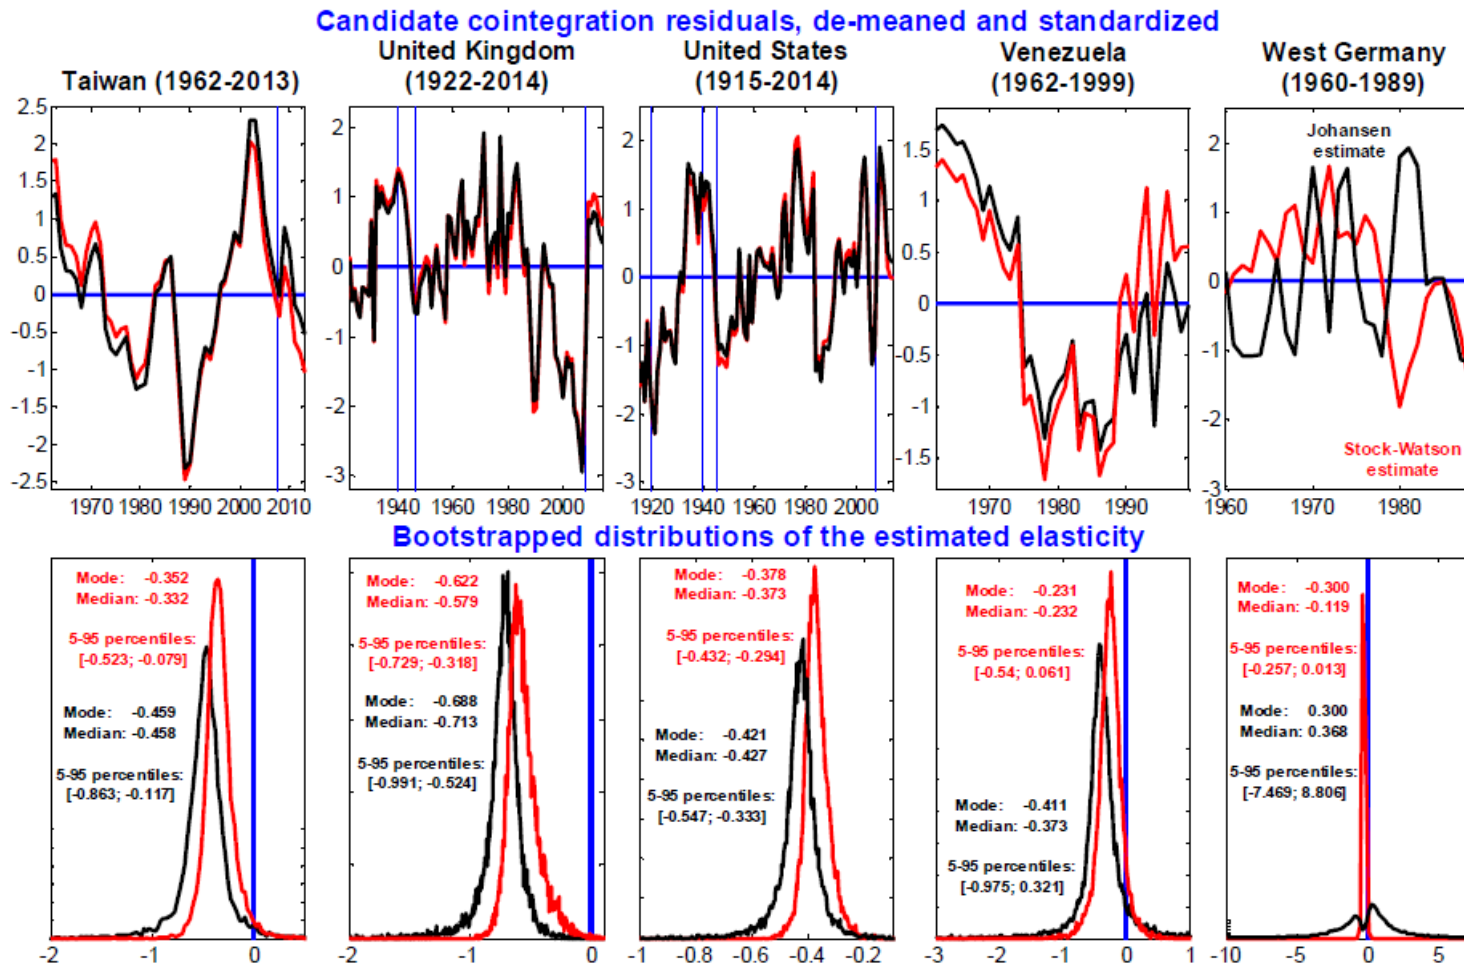 Candidate cointegration residuals, de-meaned and standardized
Taiwan (1962-2013)
United Kingdom
(1922-2014)
United States
(1915-2014)
Venezuela
(1962-1999)
West Germany
(1960-1989)
2.5
2
1.5
1
0.5
0
-0.5
-1
-1.5
-2
-2.5
1970 1980 1990 2000 2010
2
1
0
-1
-2
-3
1940 1960 1980 2000
2
1
0
-1
-2
-3
1920 1940 1960 1980 2000
1.5
1
0.5
0
-0.5
-1
-1.5
1970 1980 1990
2
1
0
-1
-2
-3
1960 1970 1980
Johansen
estimate
Stock-Watson
estimate
Bootstrapped distributions of the estimated elasticity
Mode: -0.352
Median: -0.332
5-95 percentiles:
[-0.523; -0.079]
Mode: -0.459
Median: -0.458
5-95 percentiles:
[-0.863; -0.117]
-2 -1 0
Mode: -0.622
Median: -0.579
5-95 percentiles:
[-0.729; -0.318]
Mode: -0.688
Median: -0.713
5-95 percentiles:
[-0.991; -0.524]
-2 -1 0
Mode: -0.378
Median: -0.373
5-95 percentiles:
[-0.432; -0.294]
Mode: -0.421
Median: -0.427
5-95 percentiles:
[-0.547; -0.333]
-1 -0.8 -0.6 -0.4 -0.2
Mode: -0.231
Median: -0.232
5-95 percentiles:
[-0.54; 0.061]
Mode: -0.411
Median: -0.373
5-95 percentiles:
[-0.975; 0.321]
-3 -2 -1 0 1
Mode: -0.300
Median: -0.119
5-95 percentiles:
[-0.257; 0.013]
Mode: 0.300
Median: 0.368
5-95 percentiles:
[-7.469; 8.806]
-10 -5 0 5